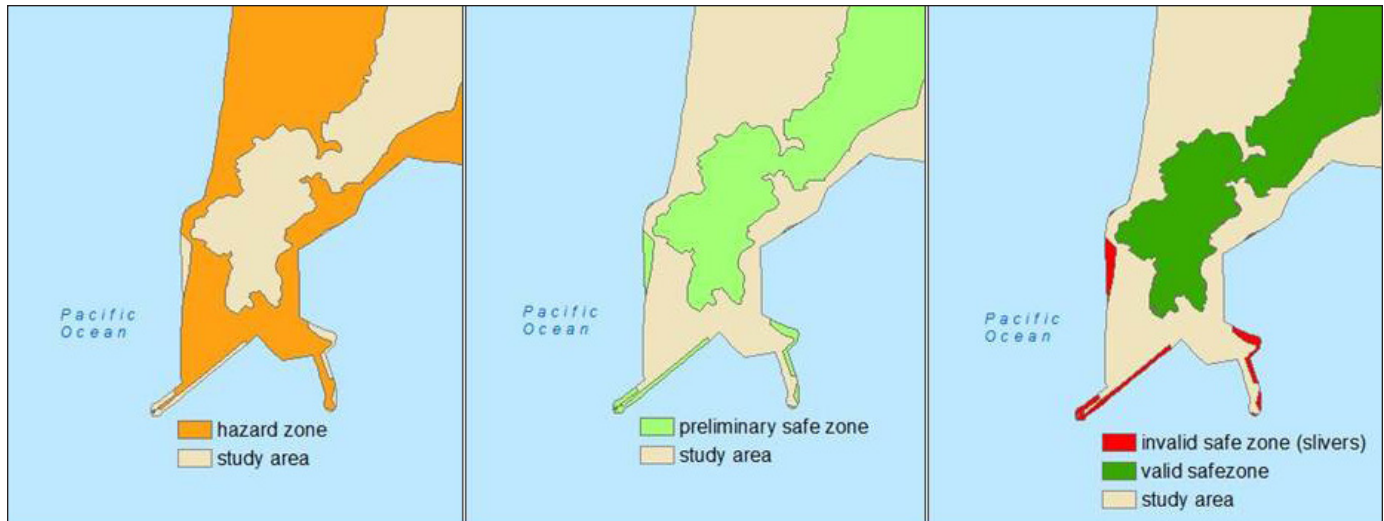 Pacific
Ocean
hazard zone
study area
Pacific
Ocean
preliminary safe zone
study area
Pacific
Ocean
invalid safe zone (slivers)
valid safezone
study area